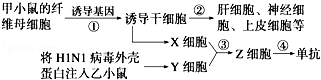 甲小鼠的纤维母细胞
诱导基因
①
诱导干细胞
②
肝细胞、神经细胞、上皮细胞等
X 细胞
③
Z 细胞
④
单抗
将 H1N1 病毒外壳
蛋白质注入乙小鼠
Y 细胞